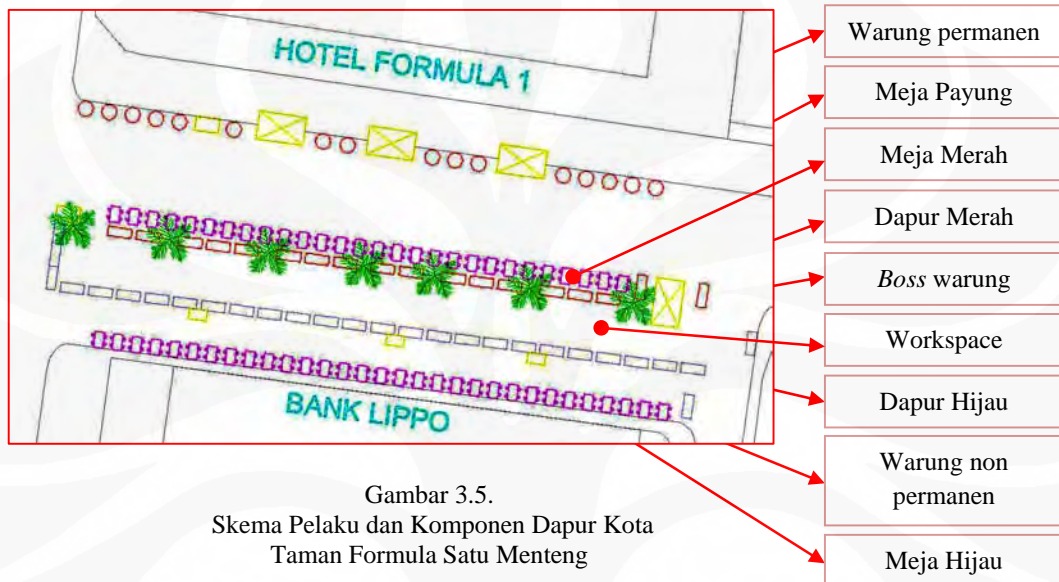 HOTEL FORMULA 1
BANK LIPPO
Warung permanen
Meja Payung
Meja Merah
Dapur Merah
Boss warung
Workspace
Dapur Hijau
Warung non
permanen
Meja Hijau
Gambar 3.5.
Skema Pelaku dan Komponen Dapur Kota
Taman Formula Satu Menteng